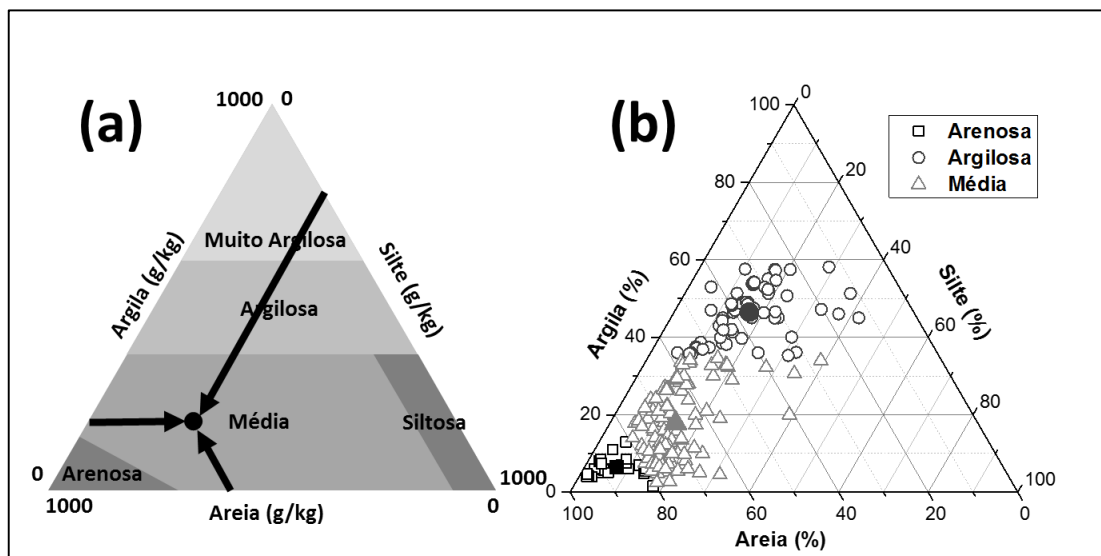 (a)
1000 0
Argila (g/kg)
Silte (g/kg)
Muito Argilosa
Argilosa
Média
Siltosa
Arenosa
0
1000
1000
0
Areia (g/kg)
(b)
Arenosa
Argilosa
Média
100
80
60
40
20
0
Argila (%)
0
20
40
60
80
100
Silte (%)
100
80
60
40
20
0
Areia (%)